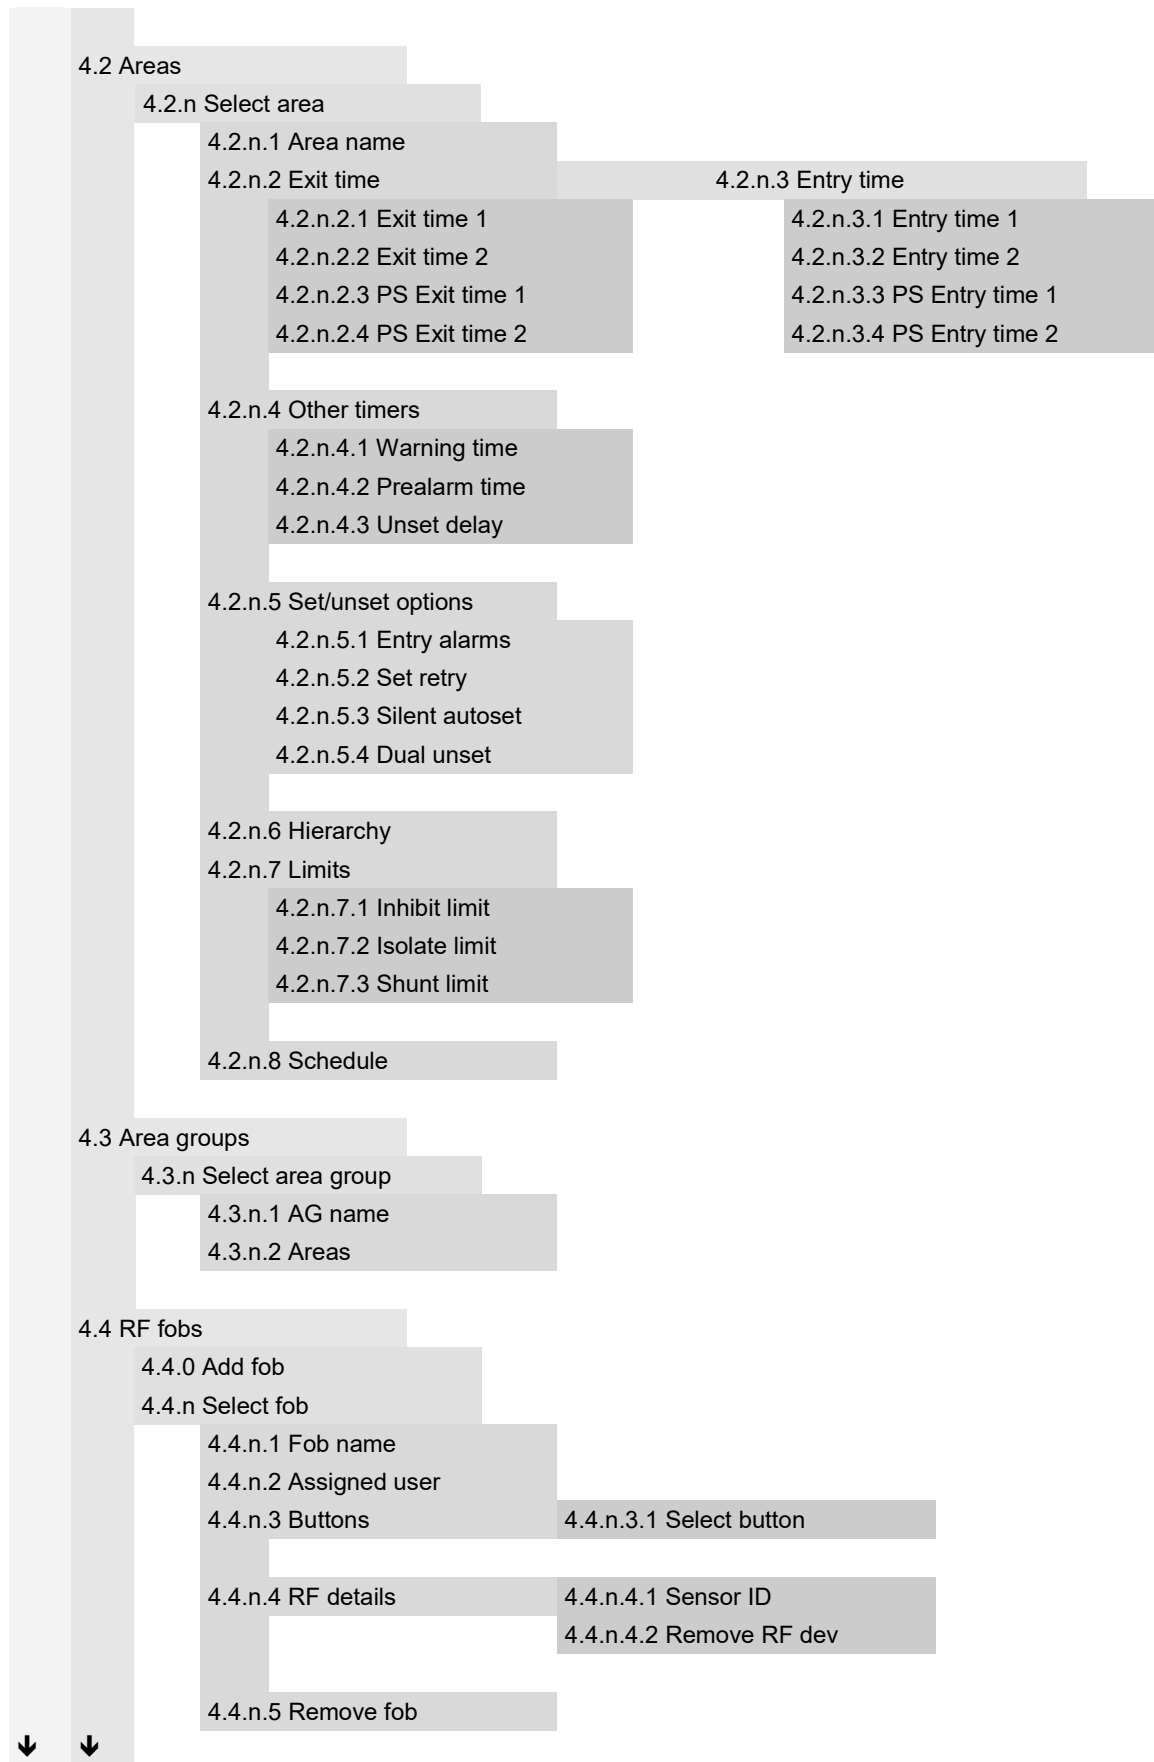 4.2 Areas
4.2.n Select area
4.2.n.1 Area name
4.2.n.2 Exit time 4.2.n.3 Entry time
4.2.n.2.1 Exit time 1 4.2.n.3.1 Entry time 1
4.2.n.2.2 Exit time 2 4.2.n.3.2 Entry time 2
4.2.n.2.3 PS Exit time 1 4.2.n.3.3 PS Entry time 1
4.2.n.2.4 PS Exit time 2 4.2.n.3.4 PS Entry time 2
4.2.n.4 Other timers
4.2.n.4.1 Warning time
4.2.n.4.2 Prealarm time
4.2.n.4.3 Unset delay
4.2.n.5 Set/unset options
4.2.n.5.1 Entry alarms
4.2.n.5.2 Set retry
4.2.n.5.3 Silent autoset
4.2.n.5.4 Dual unset
4.2.n.6 Hierarchy
4.2.n.7 Limits
4.2.n.7.1 Inhibit limit
4.2.n.7.2 Isolate limit
4.2.n.7.3 Shunt limit
4.2.n.8 Schedule
4.3 Area groups
4.3.n Select area group
4.3.n.1 AG name
4.3.n.2 Areas
4.4 RF fobs
4.4.0 Add fob
4.4.n Select fob
4.4.n.1 Fob name
4.4.n.2 Assigned user
4.4.n.3 Buttons 4.4.n.3.1 Select button
4.4.n.4 RF details 4.4.n.4.1 Sensor ID
4.4.n.4.2 Remove RF dev
4.4.n.5 Remove fob